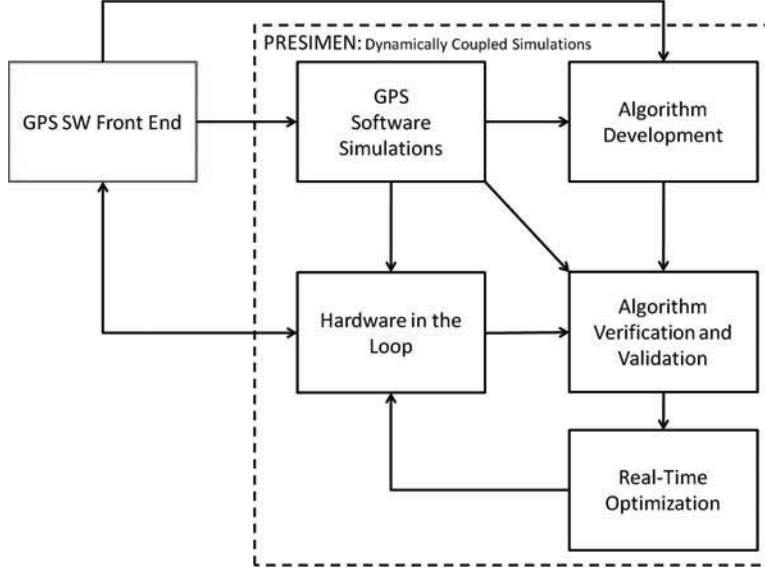 PRESIMEN: Dynamically Coupled Simulations
GPS SW Front End
GPS
Software
Simulations
Algorithm
Development
Hardware in the
Loop
Algorithm
Verification and
Validation
Real-Time
Optimization